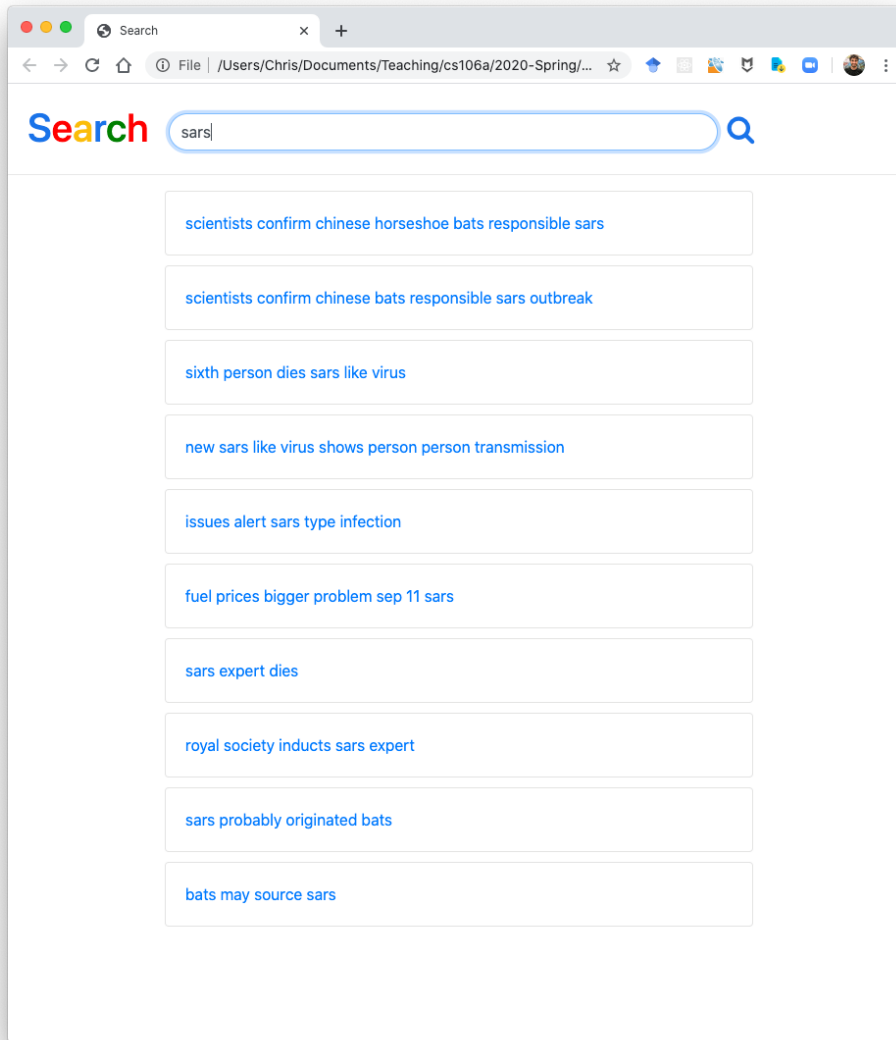 Search
File /Users/Chris/Documents/Teaching/cs106a/2020-Spring/...
Search sars
scientists confirm chinese horseshoe bats responsible sars
scientists confirm chinese bats responsible sars outbreak
sixth person dies sars like virus
new sars like virus shows person person transmission
issues alert sars type infection
fuel prices bigger problem sep 11 sars
sars expert dies
royal society inducts sars expert
sars probably originated bats
bats may source sars